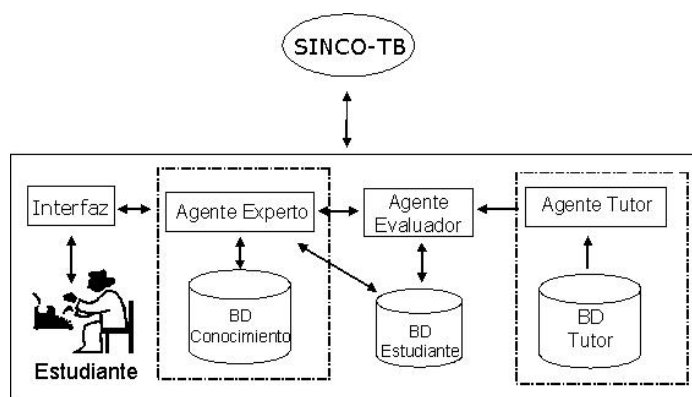 SINCO-TB
Interfaz
Agente Experto
Agente
Evaluador
Agente Tutor
BD
Conocimiento
BD
Estudiante
BD
Tutor
Estudiante